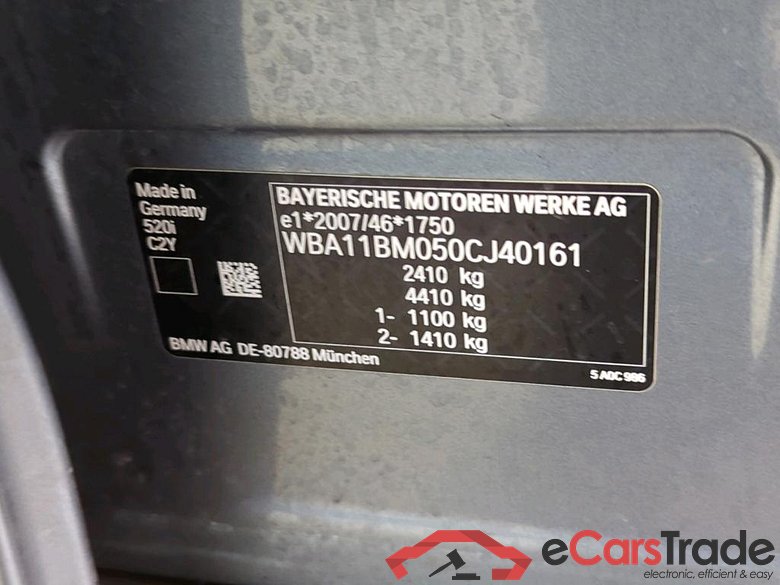 Made in
Germany
520i
C2Y
BAYERISCHE MOTOREN WERKE AG
e1*2007/46*1750
WBA11BM050CJ40161
2410 kg
4410 kg
1- 1100 kg
2- 1410 kg
BMW AG DE-80788 München
5 A0C 986
eCarsTrade
electronic, efficient & easy